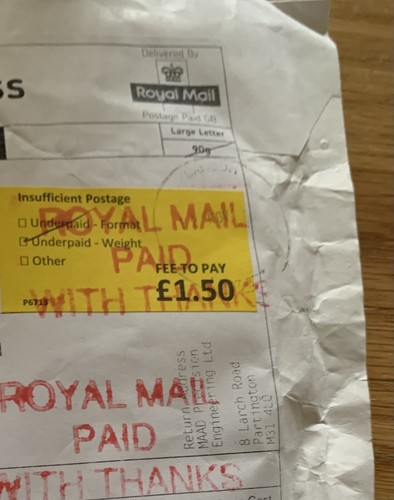 Delivered By
Royal Mail
Postage Paid GB
SS
Large Letter
90g
Insufficient Postage
Underpaid - Format
Underpaid - Weight
Other
FEE TO PAY
£1.50
P6713
ROYAL MAIL
PAID
WITH THANKS
ROYAL MAIL
PAID
WITH THANKS
Return Address
MAAD
Engineering Ltd
8 Larch Road
Partington
M31